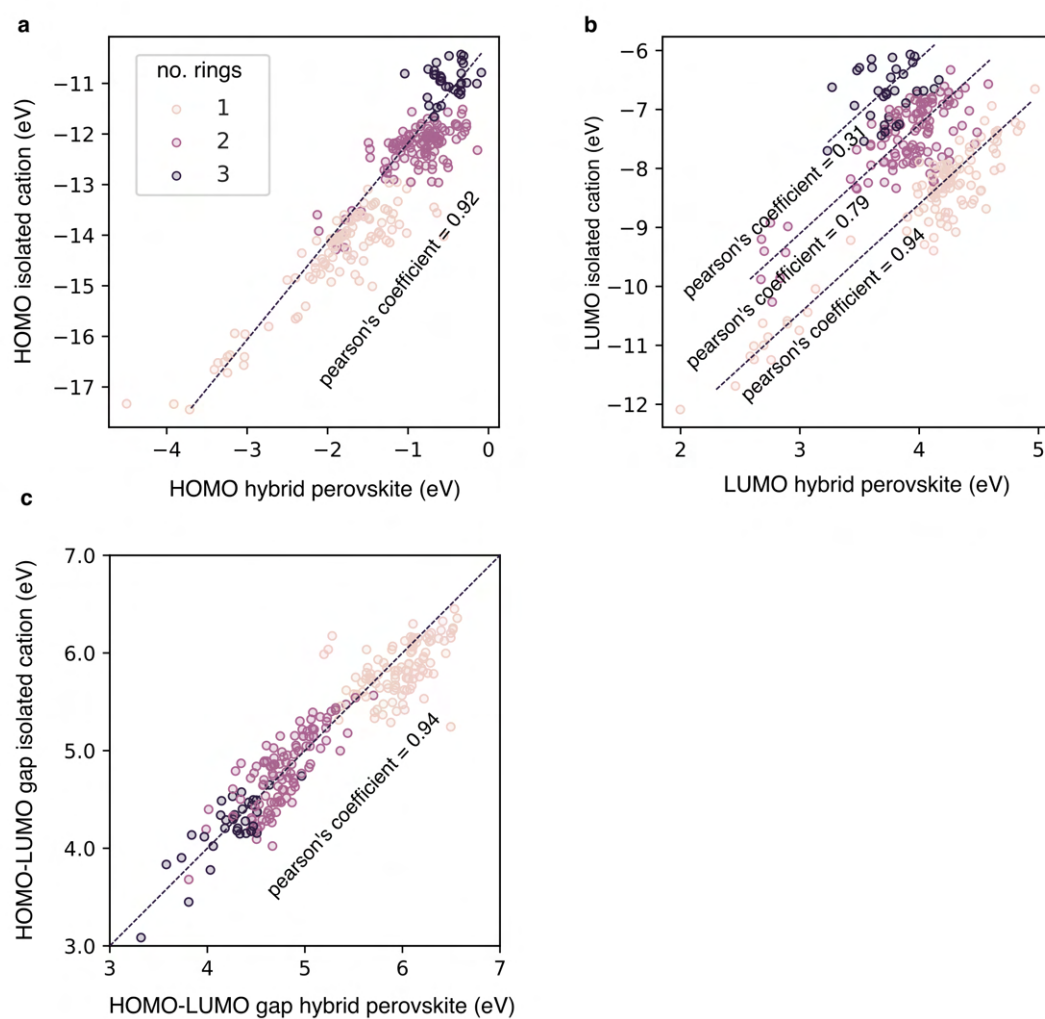 a
HOMO isolated cation (eV)
−11
−12
−13
−14
−15
−16
−17
no. rings
1
2
3
pearson's coefficient = 0.92
−4
−3
−2
−1
0
HOMO hybrid perovskite (eV)
b
LUMO isolated cation (eV)
−6
−7
−8
−9
−10
−11
−12
pearson's coefficient = 0.31
pearson's coefficient = 0.79
pearson's coefficient = 0.94
2
3
4
5
LUMO hybrid perovskite (eV)
c
HOMO-LUMO gap isolated cation (eV)
7.0
6.0
5.0
4.0
3.0
pearson's coefficient = 0.94
3
4
5
6
7
HOMO-LUMO gap hybrid perovskite (eV)